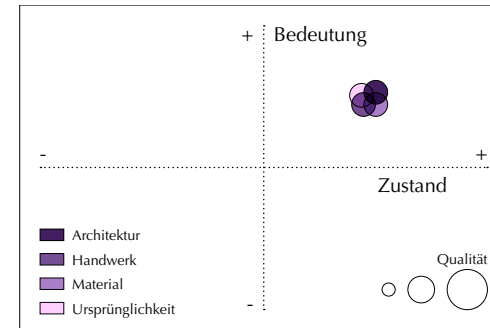 + Bedeutung
- +
Zustand
Architektur
Handwerk
Material
Ursprünglichkeit
Qualität
-